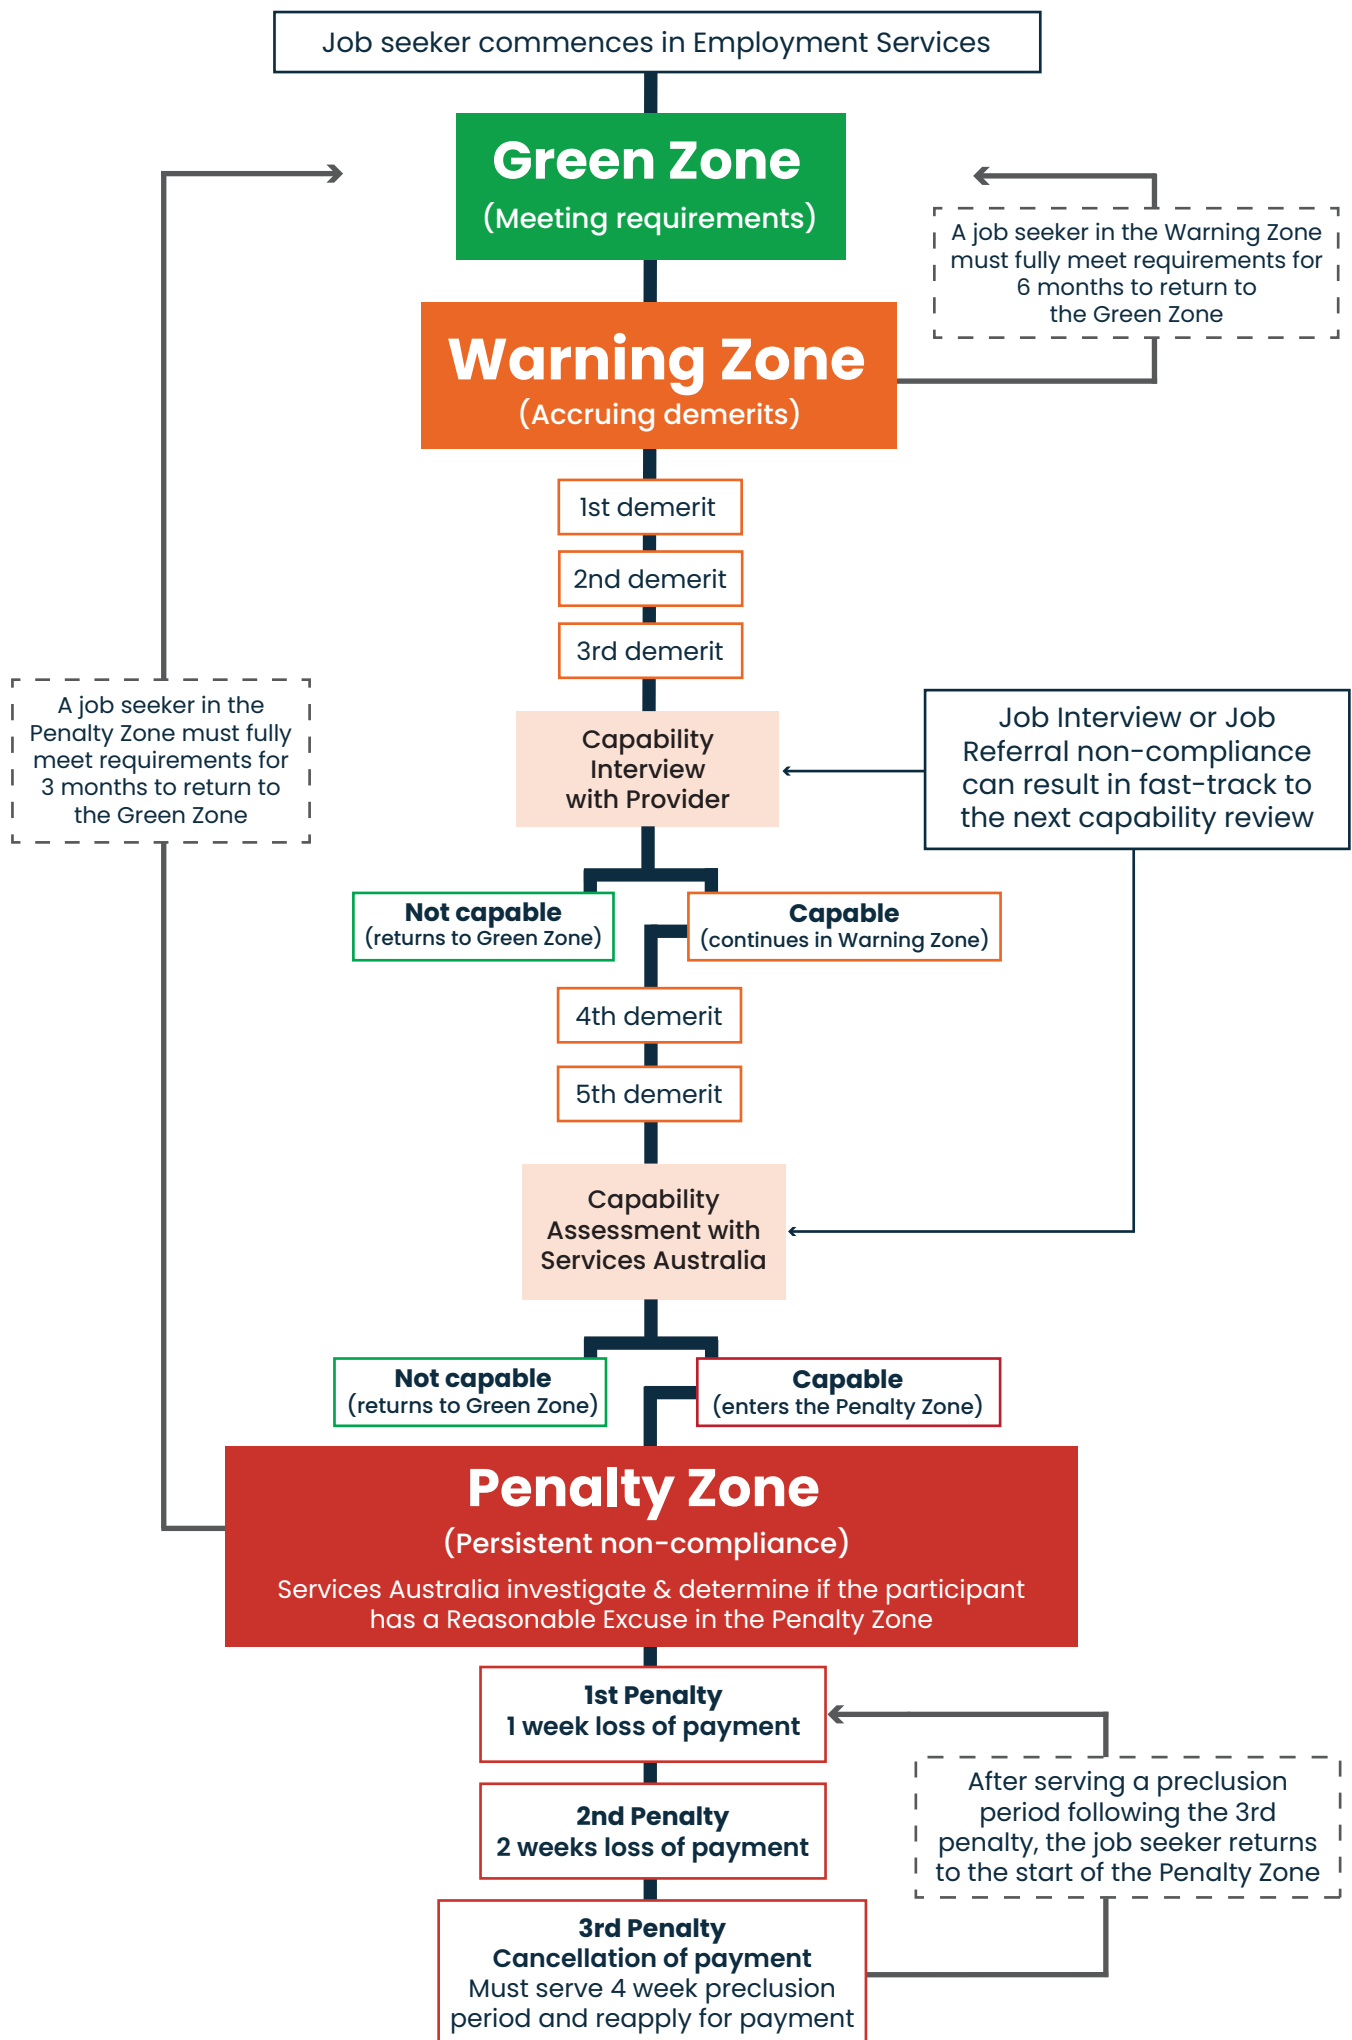 Job seeker commences in Employment Services
Green Zone
(Meeting requirements)
A job seeker in the Warning Zone
must fully meet requirements for
6 months to return to
the Green Zone
Warning Zone
(Accruing demerits)
1st demerit
2nd demerit
3rd demerit
A job seeker in the
Penalty Zone must fully
meet requirements for
3 months to return to
the Green Zone
Capability
Interview
with Provider
Job Interview or Job
Referral non-compliance
can result in fast-track to
the next capability review
Not capable
(returns to Green Zone)
Capable
(continues in Warning Zone)
4th demerit
5th demerit
Capability
Assessment with
Services Australia
Not capable
(returns to Green Zone)
Capable
(enters the Penalty Zone)
Penalty Zone
(Persistent non-compliance)
Services Australia investigate & determine if the participant
has a Reasonable Excuse in the Penalty Zone
1st Penalty
1 week loss of payment
2nd Penalty
2 weeks loss of payment
After serving a preclusion
period following the 3rd
penalty, the job seeker returns
to the start of the Penalty Zone
3rd Penalty
Cancellation of payment
Must serve 4 week preclusion
period and reapply for payment